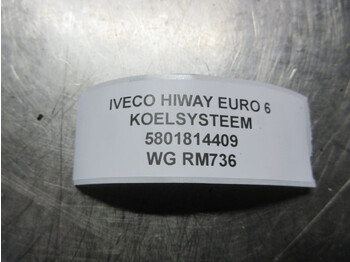 IVECO HIWAY EURO 6
KOELSYSTEEM
5801814409
WG RM736